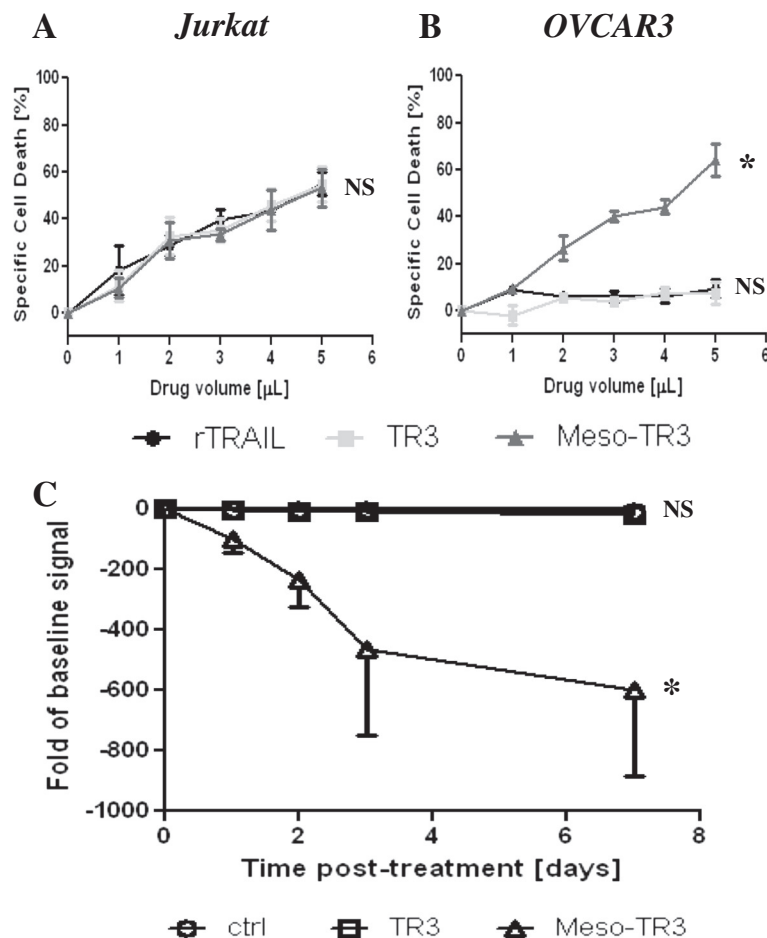 A Jurkat B OVCAR3
Specific Cell Death [%]
100
80
60
40
20
0
NS
0 1 2 3 4 5 6
Drug volume [µL]
Specific Cell Death [%]
100
80
60
40
20
0
*
NS
0 1 2 3 4 5 6
Drug volume [µL]
rTRAIL TR3 Meso-TR3
C
Fold of baseline signal
0
-200
-400
-600
-800
-1000
NS
*
0 2 4 6 8
Time post-treatment [days]
ctrl TR3 Meso-TR3